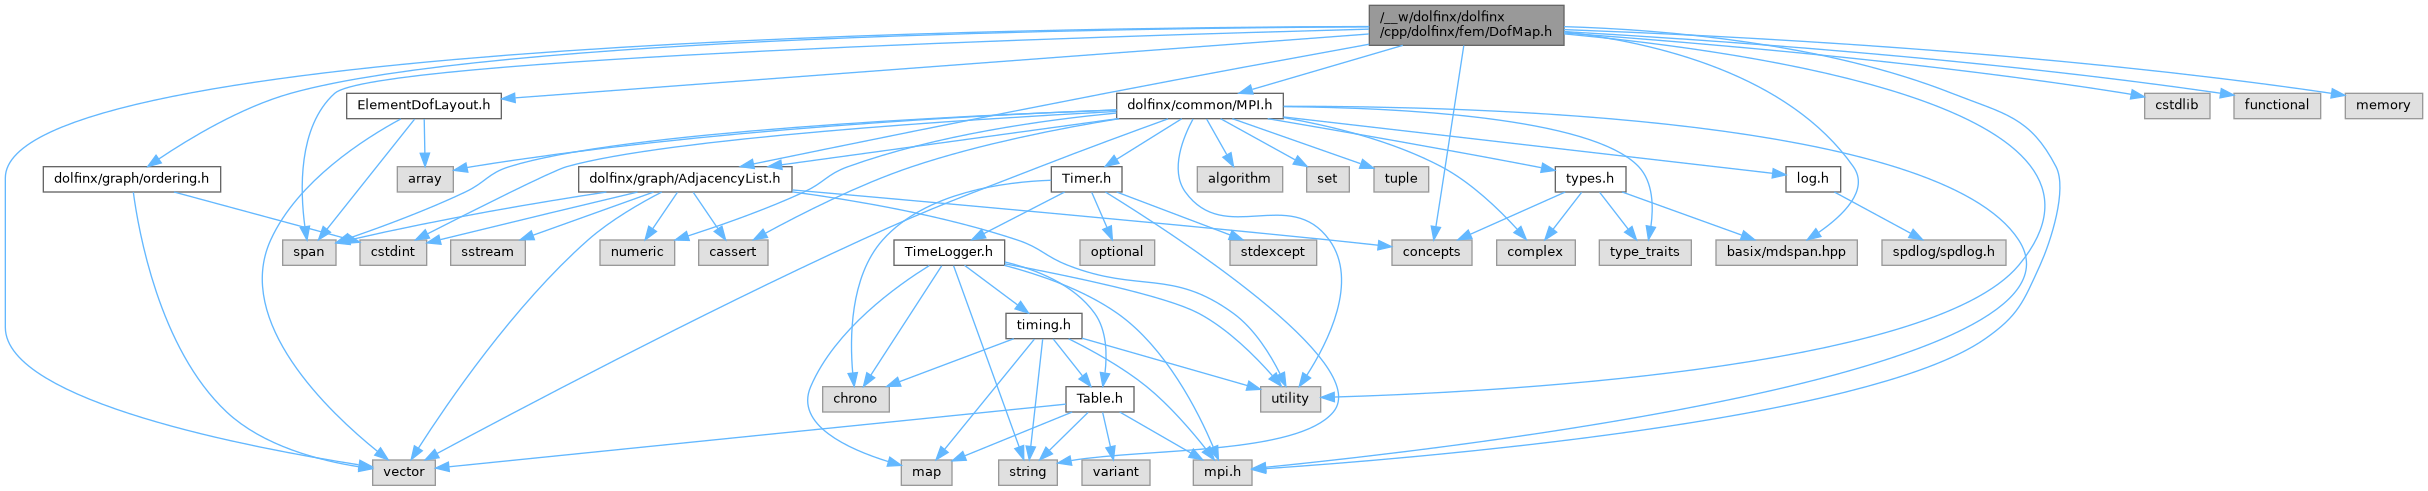 /__w/dolfinx/dolfinx
/cpp/dolfinx/fem/DofMap.h
ElementDofLayout.h
dolfinx/common/MPI.h
cstdlib
functional
memory
dolfinx/graph/ordering.h
array
dolfinx/graph/AdjacencyList.h
Timer.h
algorithm
set
tuple
types.h
log.h
span
cstdint
sstream
numeric
cassert
TimeLogger.h
optional
stdexcept
concepts
complex
type_traits
basix/mdspan.hpp
spdlog/spdlog.h
timing.h
chrono
Table.h
utility
vector
map
string
variant
mpi.h